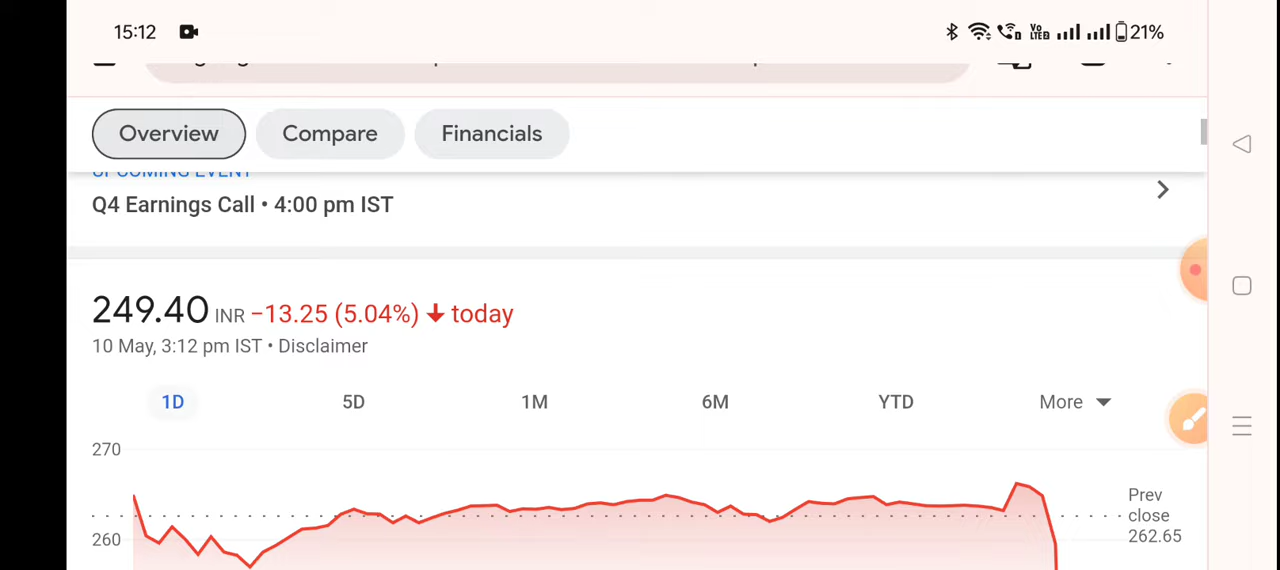 15:12 21%
Overview Compare Financials
UPCOMING EVENT
Q4 Earnings Call • 4:00 pm IST
249.40 INR −13.25 (5.04%) today
10 May, 3:12 pm IST • Disclaimer
1D 5D 1M 6M YTD More
270
Prev
close
262.65
260